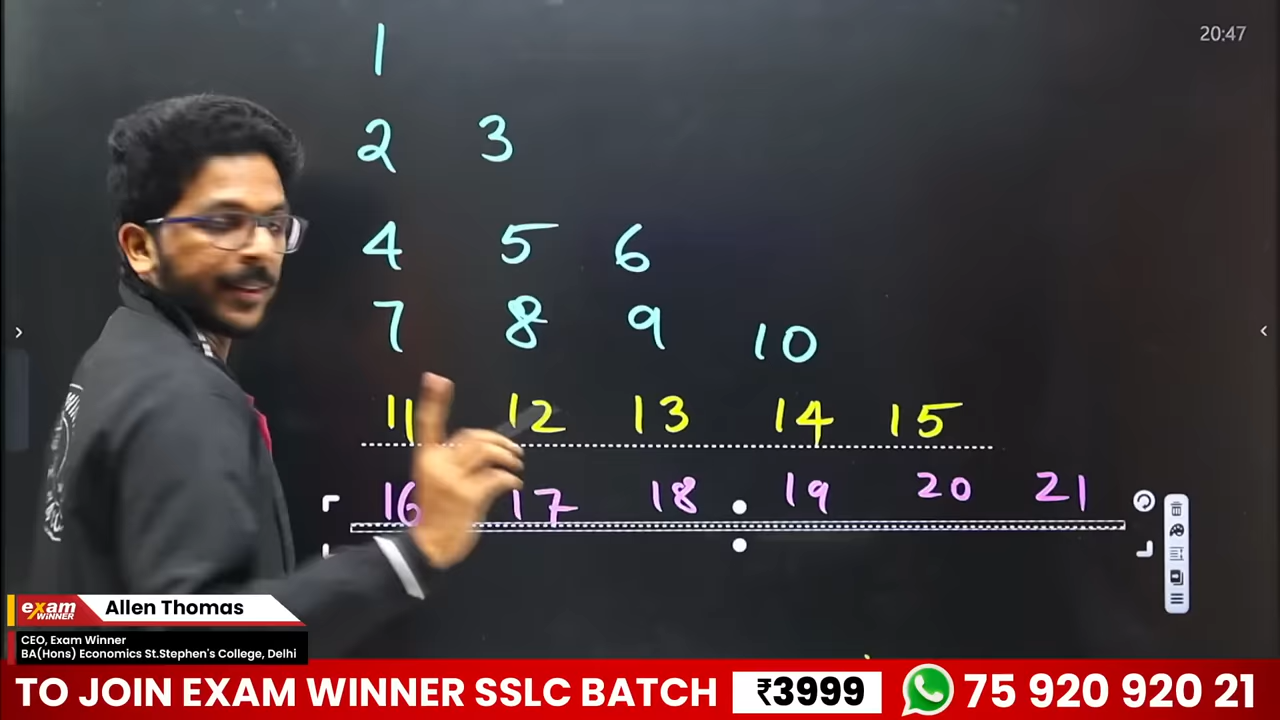 20:47
1
2 3
4 5 6
7 8 9 10
11 12 13 14 15
16 17 18 19 20 21
exam WINNER
Allen Thomas
CEO, Exam Winner
BA(Hons) Economics St.Stephen's College, Delhi
TO JOIN EXAM WINNER SSLC BATCH ₹3999 75 920 920 21